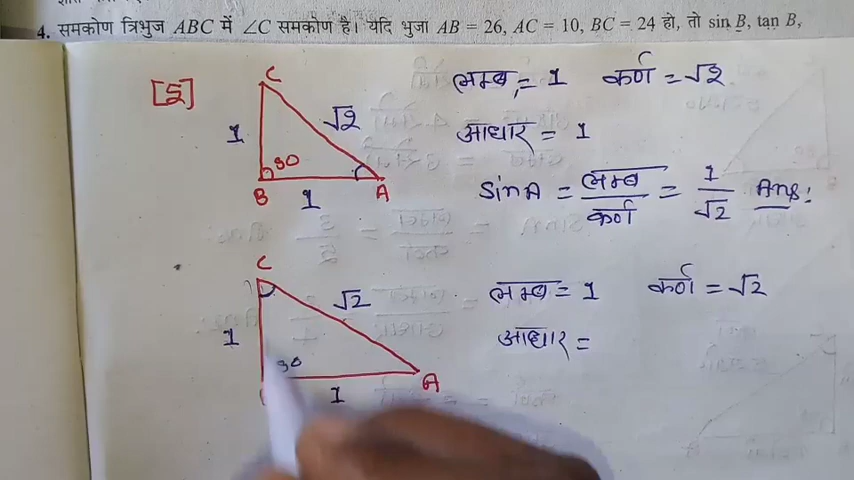 4. समकोण त्रिभुज ABC में ∠C समकोण है। यदि भुजा AB = 26, AC = 10, BC = 24 हो, तो sin B, tan B,
[ई]
C
1
√2
90
B
1
A
लम्ब = 1 कर्ण = √2
आधार = 1
SinA = लम्ब/कर्ण = 1/√2 Ans:
C
1
√2
90
1
A
लम्ब = 1 कर्ण = √2
आधार =